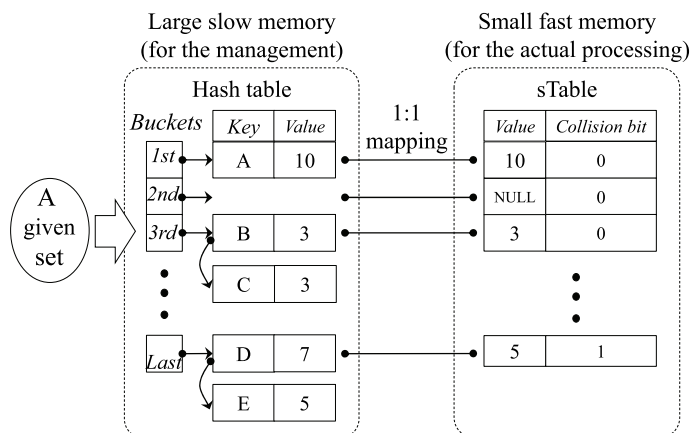 Large slow memory
(for the management)
Small fast memory
(for the actual processing)
Hash table
sTable
Buckets
Key Value
1:1
mapping
Value Collision bit
1st A 10
10 0
2nd
NULL 0
3rd B 3
3 0
A
given
set
C 3
Last D 7
5 1
E 5